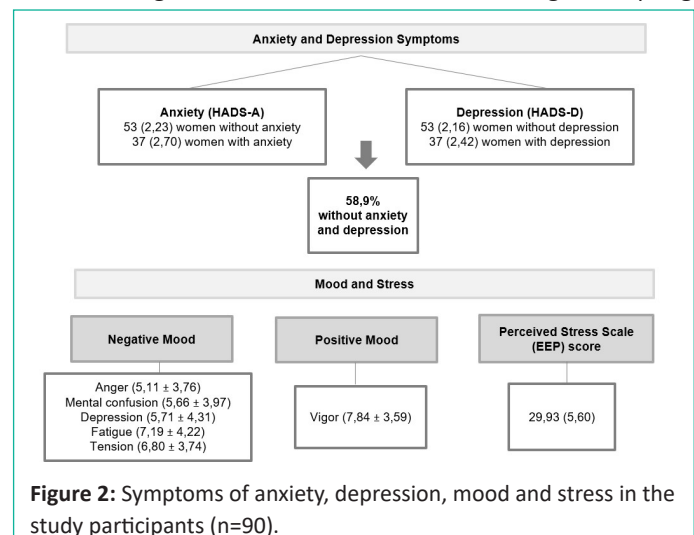 Anxiety and Depression Symptoms
Anxiety (HADS-A)
53 (2,23) women without anxiety
37 (2,70) women with anxiety
Depression (HADS-D)
53 (2,16) women without depression
37 (2,42) women with depression
58,9%
without anxiety
and depression
Mood and Stress
Negative Mood
Positive Mood
Perceived Stress Scale
(EEP) score
Anger (5,11 ± 3,76)
Mental confusion (5,66 ± 3,97)
Depression (5,71 ± 4,31)
Fatigue (7,19 ± 4,22)
Tension (6,80 ± 3,74)
Vigor (7,84 ± 3,59)
29,93 (5,60)
Figure 2: Symptoms of anxiety, depression, mood and stress in the
study participants (n=90).